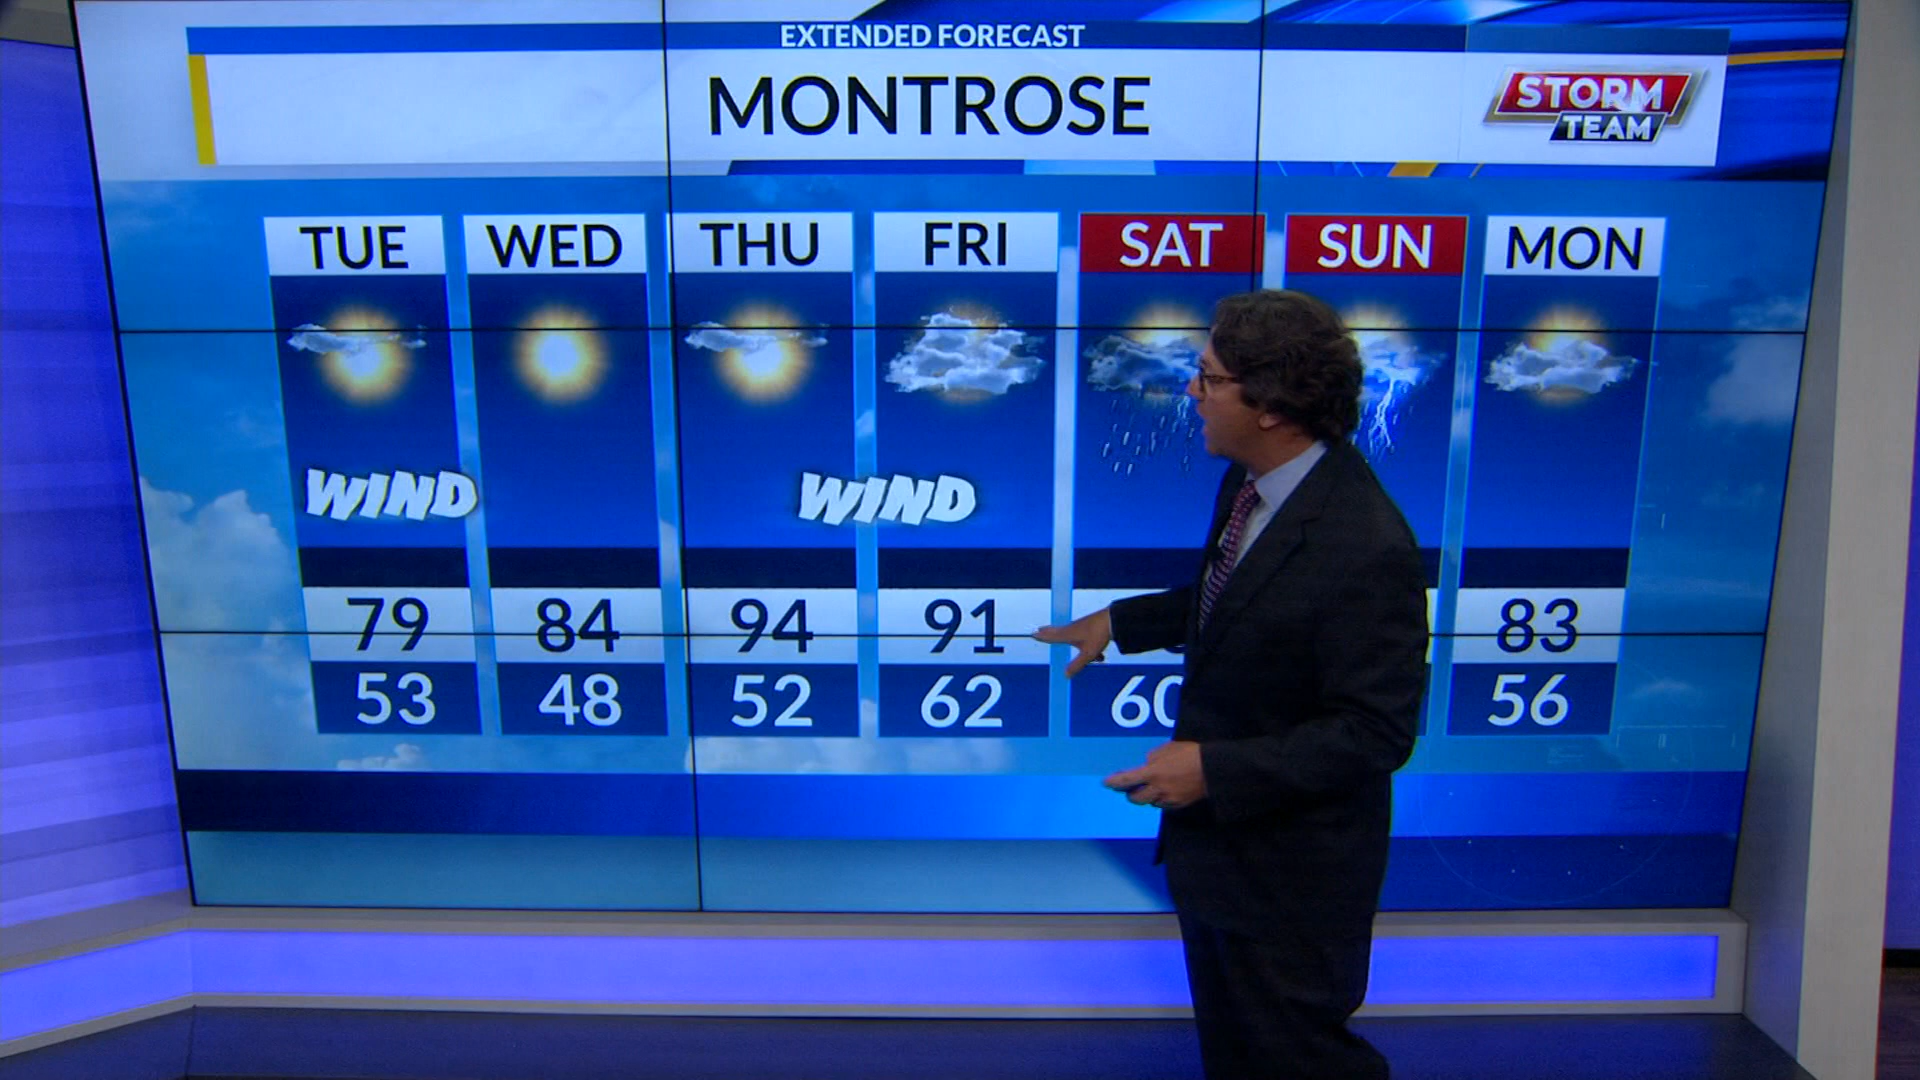 EXTENDED FORECAST
MONTROSE
STORM
TEAM
TUE WED THU FRI SAT SUN MON
WIND WIND
79 84 94 91 83
53 48 52 62 60 56